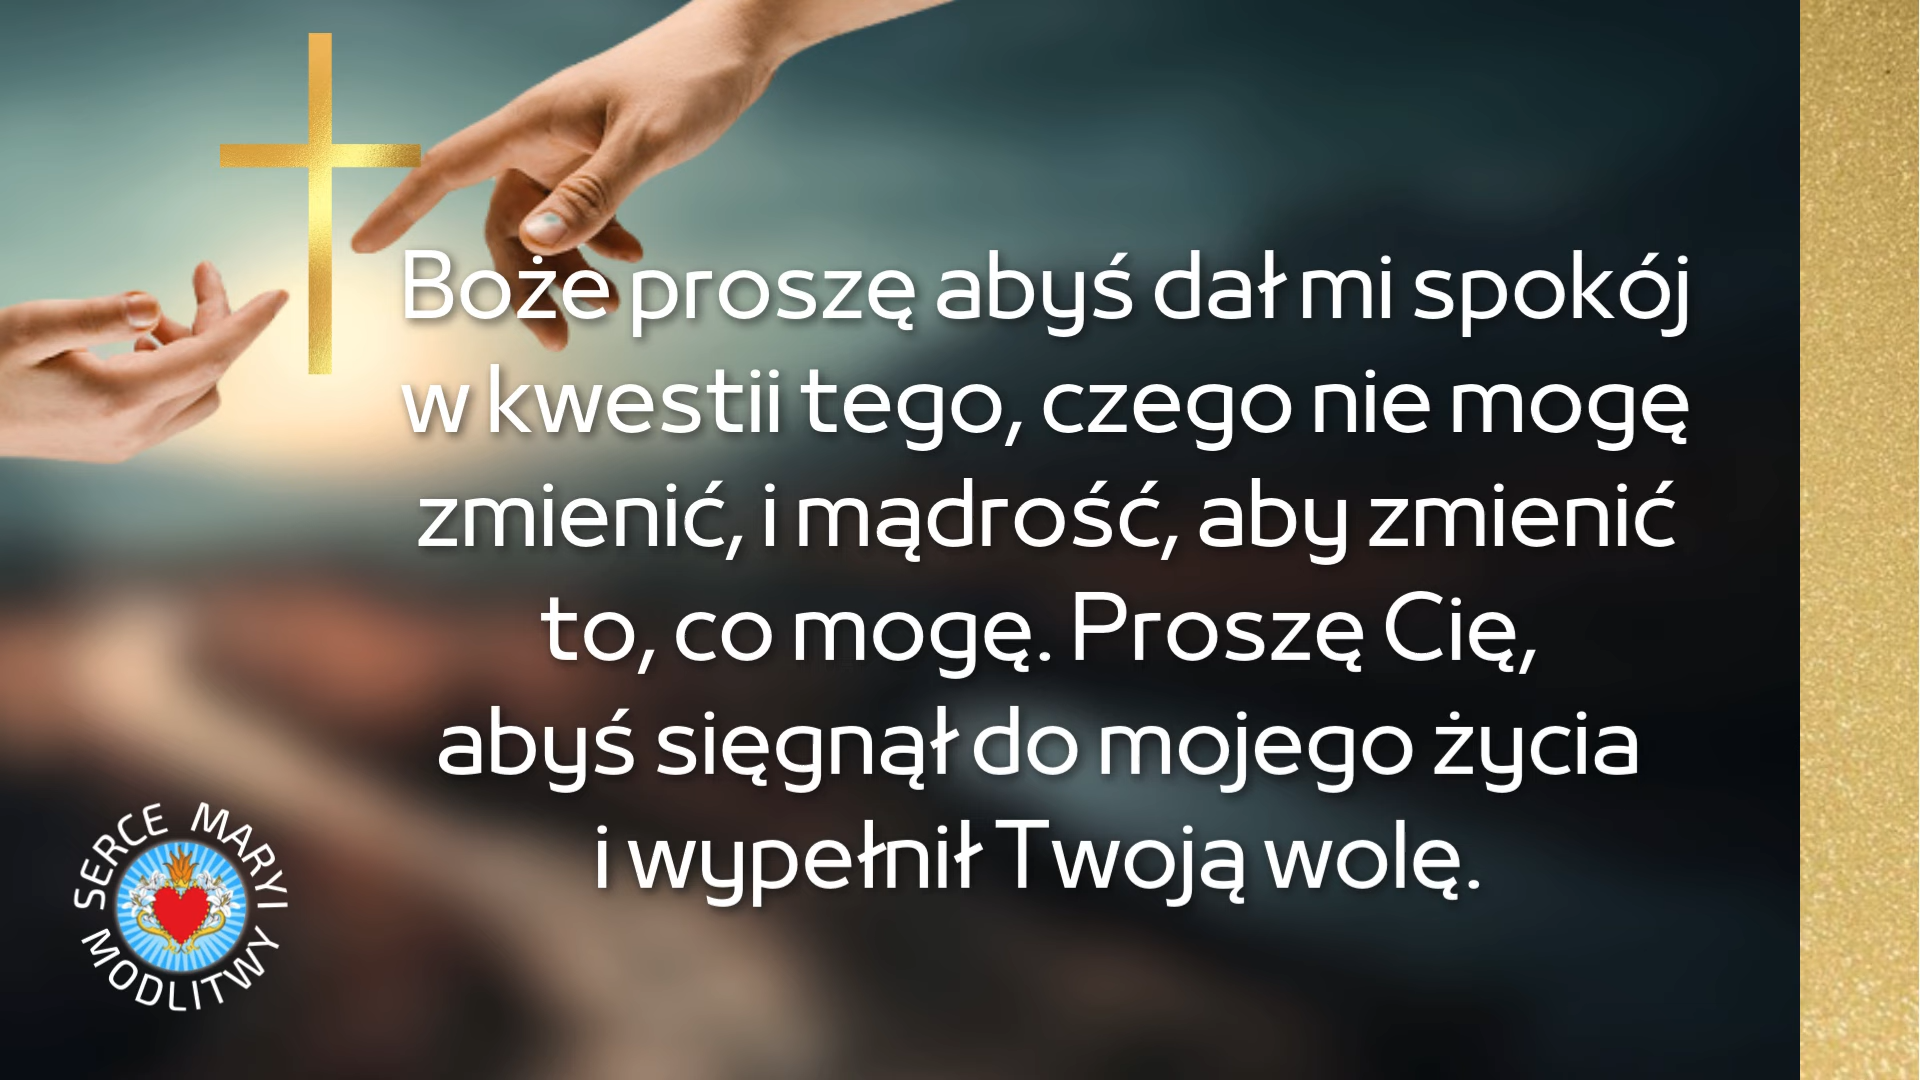 Boże proszę abyś dał mi spokój
w kwestii tego, czego nie mogę
zmienić, i mądrość, aby zmienić
to, co mogę. Proszę Cię,
abyś sięgnął do mojego życia
i wypełnił Twoją wolę.
SERCE MARYI
MODLITWY